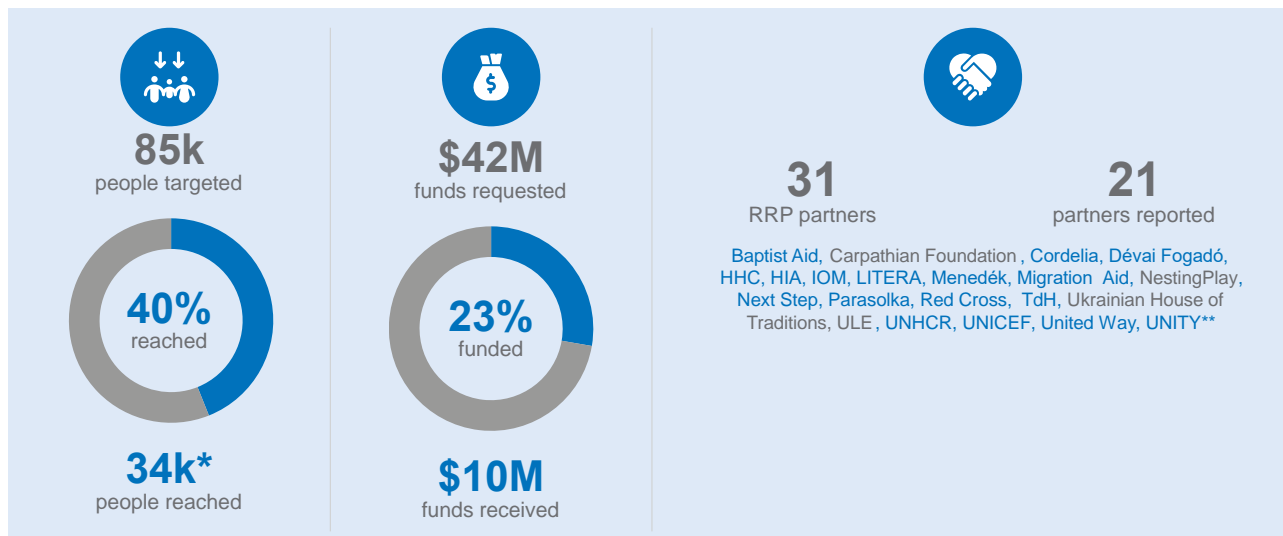 85k
people targeted
40%
reached
34k*
people reached
$
$42M
funds requested
23%
funded
$10M
funds received
31
RRP partners
21
partners reported
Baptist Aid, Carpathian Foundation , Cordelia, Dévai Fogadó,
HHC, HIA, IOM, LITERA, Menedék, Migration Aid, NestingPlay,
Next Step, Parasolka, Red Cross, TdH, Ukrainian House of
Traditions, ULE , UNHCR, UNICEF, United Way, UNITY**